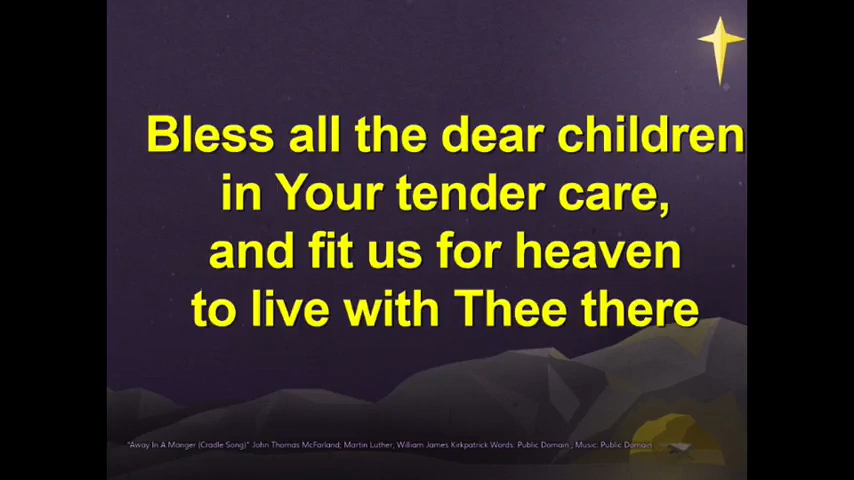 Bless all the dear children
in Your tender care,
and fit us for heaven
to live with Thee there
"Away In A Manger (Cradle Song)" John Thomas McFarland; Martin Luther, William James Kirkpatrick Words: Public Domain ; Music: Public Domain